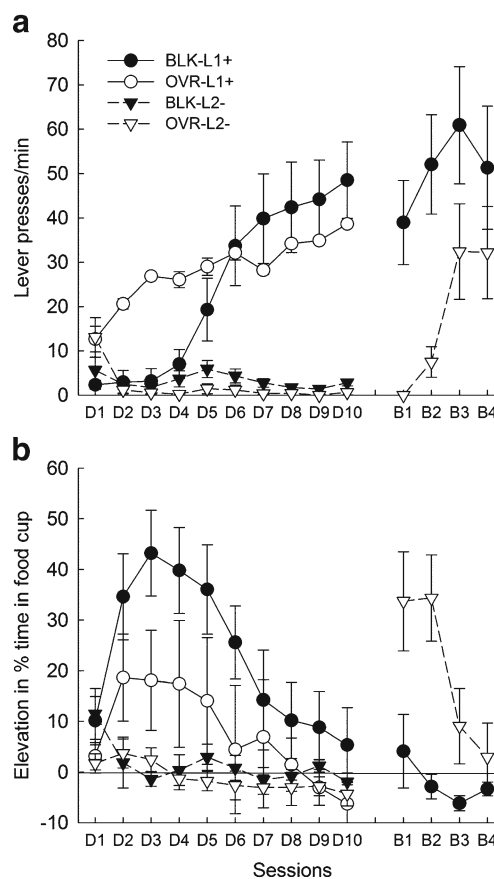 a
80
70
60
50
40
30
20
10
0
Lever presses/min
BLK-L1+
OVR-L1+
BLK-L2-
OVR-L2-
D1 D2 D3 D4 D5 D6 D7 D8 D9 D10 B1 B2 B3 B4
b
60
50
40
30
20
10
0
-10
Elevation in % time in food cup
D1 D2 D3 D4 D5 D6 D7 D8 D9 D10 B1 B2 B3 B4
Sessions